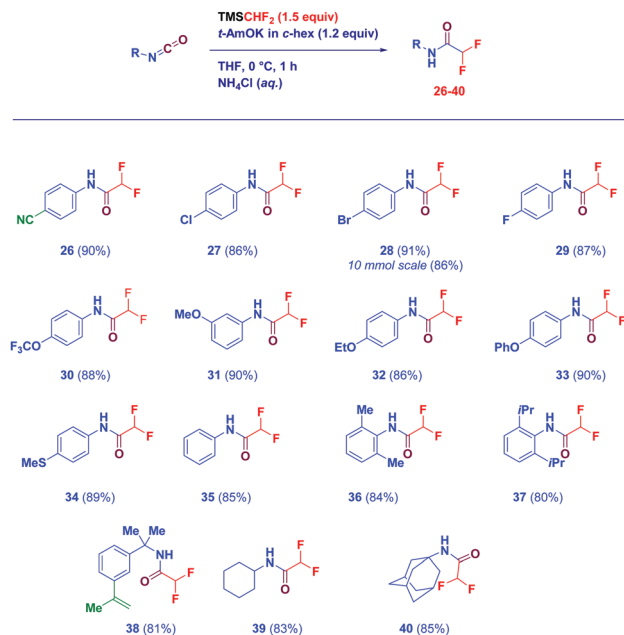 TMSCHF2 (1.5 equiv)
t-AmOK in c-hex (1.2 equiv)
THF, 0 °C, 1 h
NH4Cl (aq.)
R N C O
R N H O F F
26-40
NC H N O F F
Cl H N O F F
Br H N O F F
F H N O F F
26 (90%)
27 (86%)
28 (91%)
10 mmol scale (86%)
29 (87%)
F3CO H N O F F
MeO H N O F F
EtO H N O F F
PhO H N O F F
30 (88%)
31 (90%)
32 (86%)
33 (90%)
MeS H N O F F
H N O F F
Me H N Me O F F
iPr H N iPr O F F
34 (89%)
35 (85%)
36 (84%)
37 (80%)
Me Me NH O F F Me
H N O F F
H N O F F
38 (81%)
39 (83%)
40 (85%)